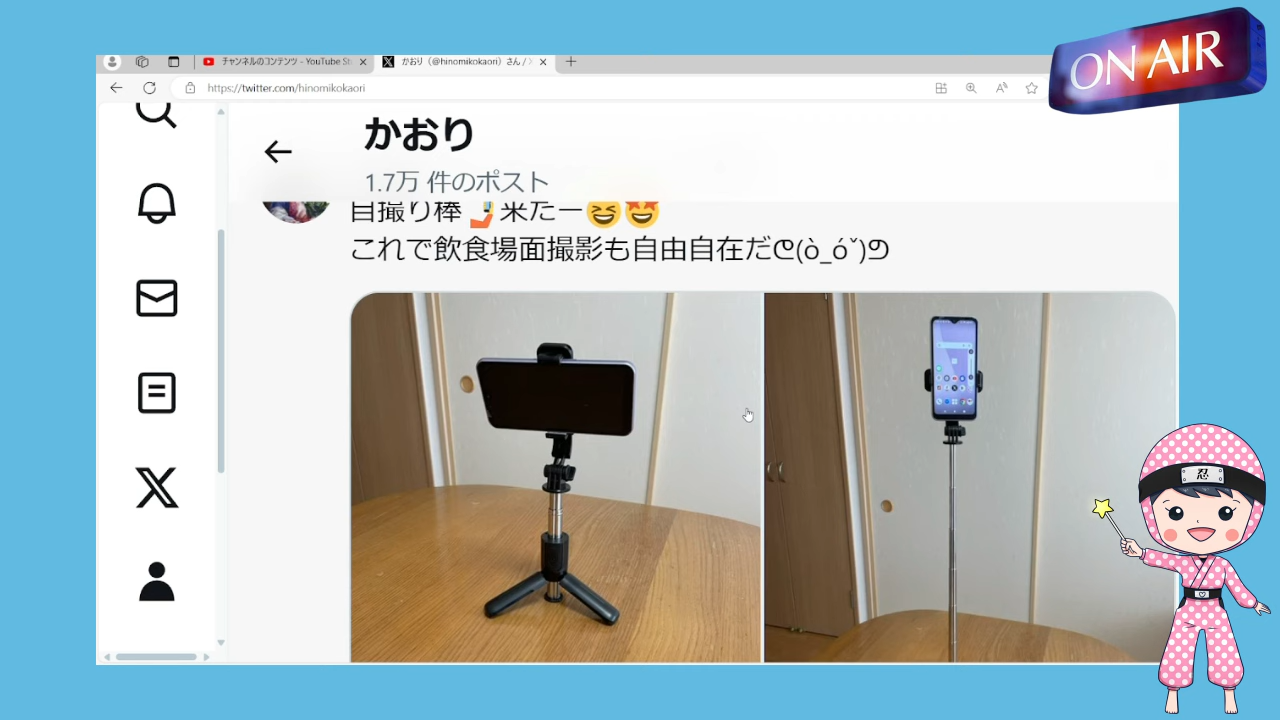 チャンネルのコンテンツ - YouTube St
かおり (@hinomikokaori) さん /
https://twitter.com/hinomikokaori
ON AIR
かおり
1.7万 件のポスト
自撮り棒🤳来たー😆🤩
これで飲食場面撮影も自由自在だᕦ(ò_óˇ)ᕤ
忍